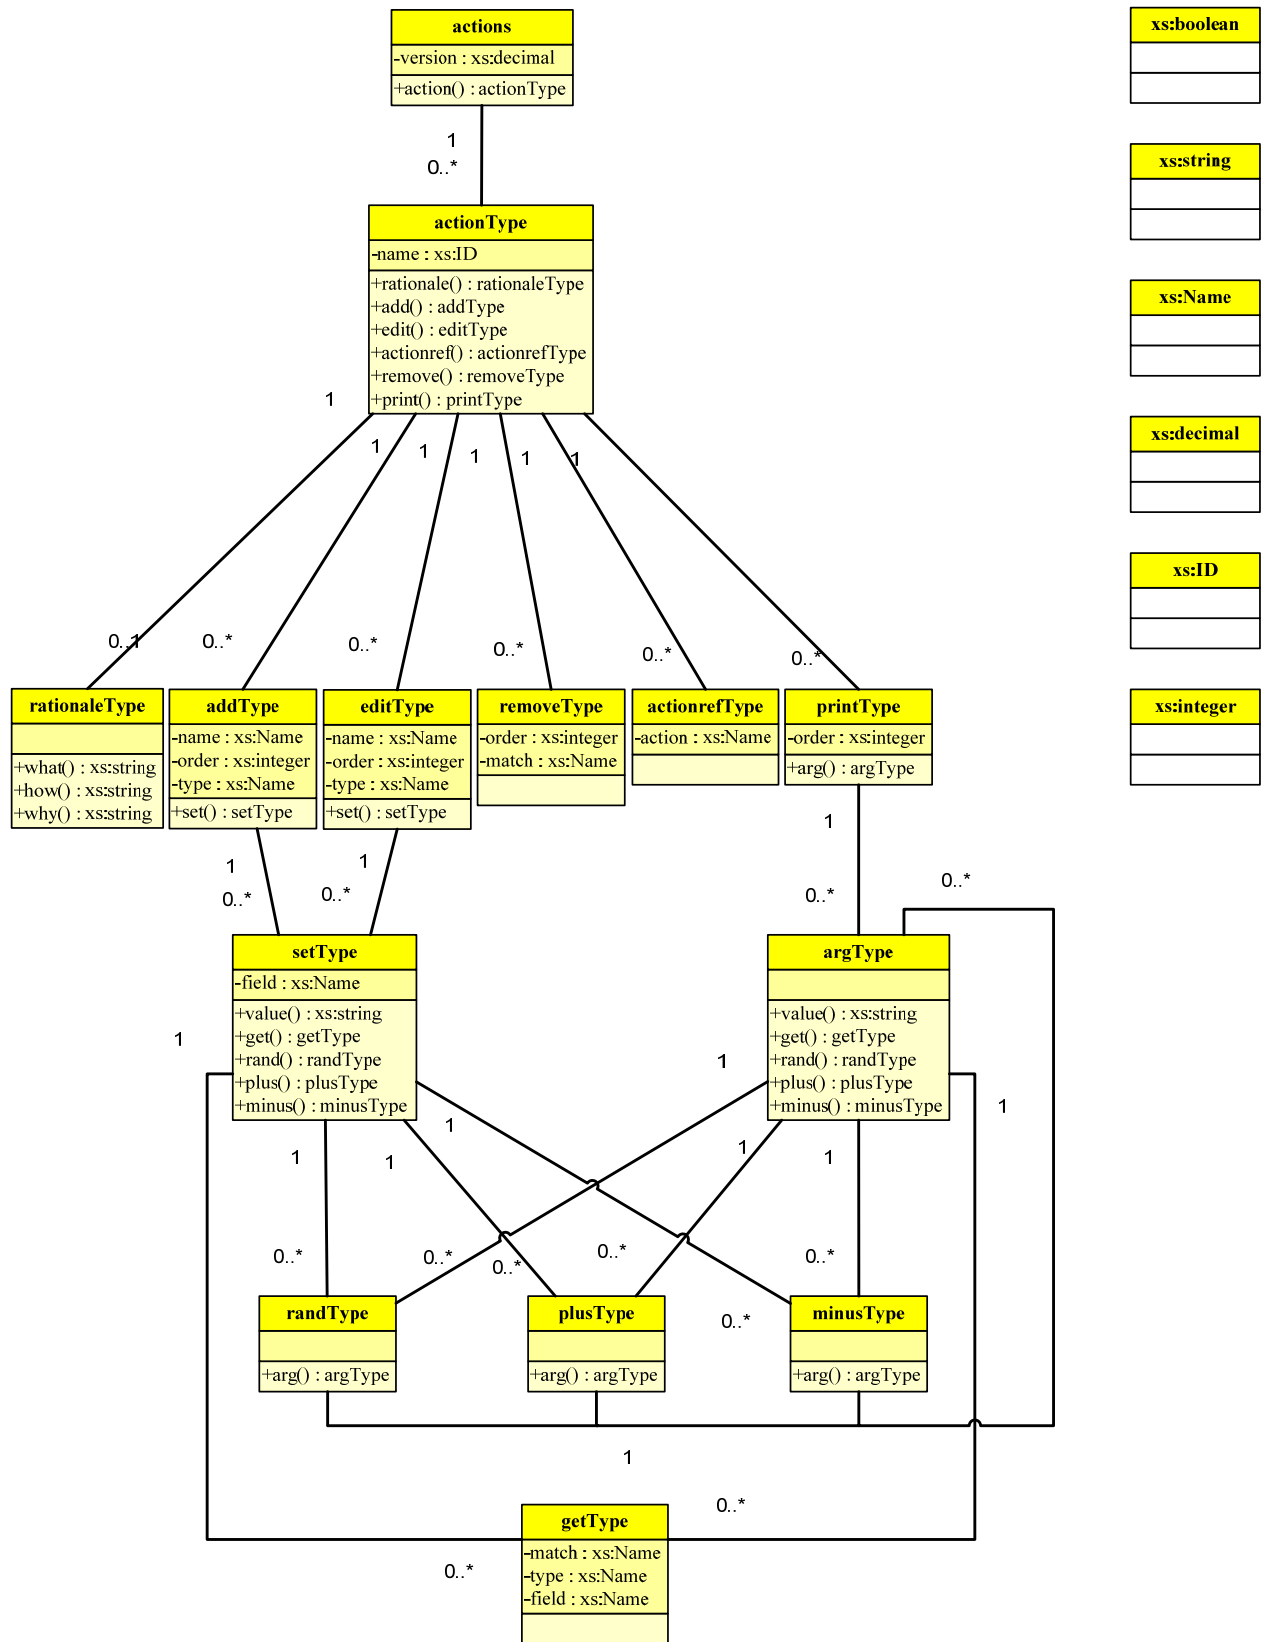 actions
-version : xs:decimal
+action() : actionType
1
0..*
actionType
-name : xs:ID
+rationale() : rationaleType
+add() : addType
+edit() : editType
+actionref() : actionrefType
+remove() : removeType
+print() : printType
1
1
1
1
1
1
0..1
0..*
0..*
0..*
0..*
0..*
rationaleType
+what() : xs:string
+how() : xs:string
+why() : xs:string
addType
-name : xs:Name
-order : xs:integer
-type : xs:Name
+set() : setType
editType
-name : xs:Name
-order : xs:integer
-type : xs:Name
+set() : setType
removeType
-order : xs:integer
-match : xs:Name
actionrefType
-action : xs:Name
printType
-order : xs:integer
+arg() : argType
1
0..*
1
0..*
1
0..*
0..*
setType
-field : xs:Name
+value() : xs:string
+get() : getType
+rand() : randType
+plus() : plusType
+minus() : minusType
argType
+value() : xs:string
+get() : getType
+rand() : randType
+plus() : plusType
+minus() : minusType
1
1
1
1
1
1
1
1
0..*
0..*
0..*
0..*
0..*
0..*
randType
+arg() : argType
plusType
+arg() : argType
minusType
+arg() : argType
1
0..*
0..*
getType
-match : xs:Name
-type : xs:Name
-field : xs:Name
xs:boolean
xs:string
xs:Name
xs:decimal
xs:ID
xs:integer